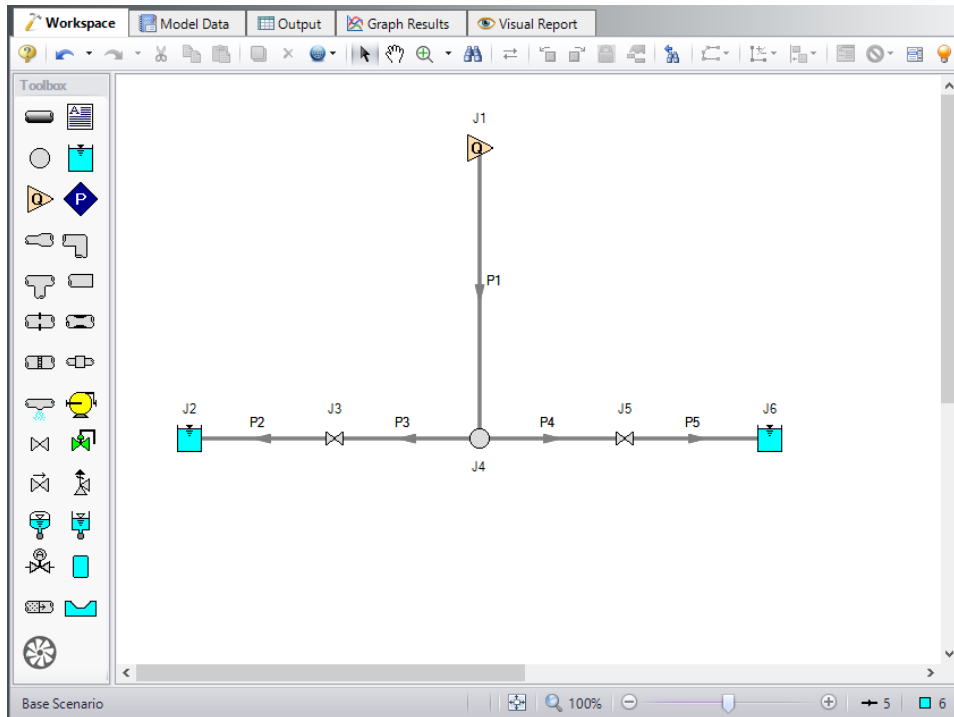 Workspace Model Data Output Graph Results Visual Report
Toolbox
A
J1
Q
Q P
P1
J2 J3 J5 J6
P2 P3 P4 P5
J4
A
Base Scenario 100% 5 6